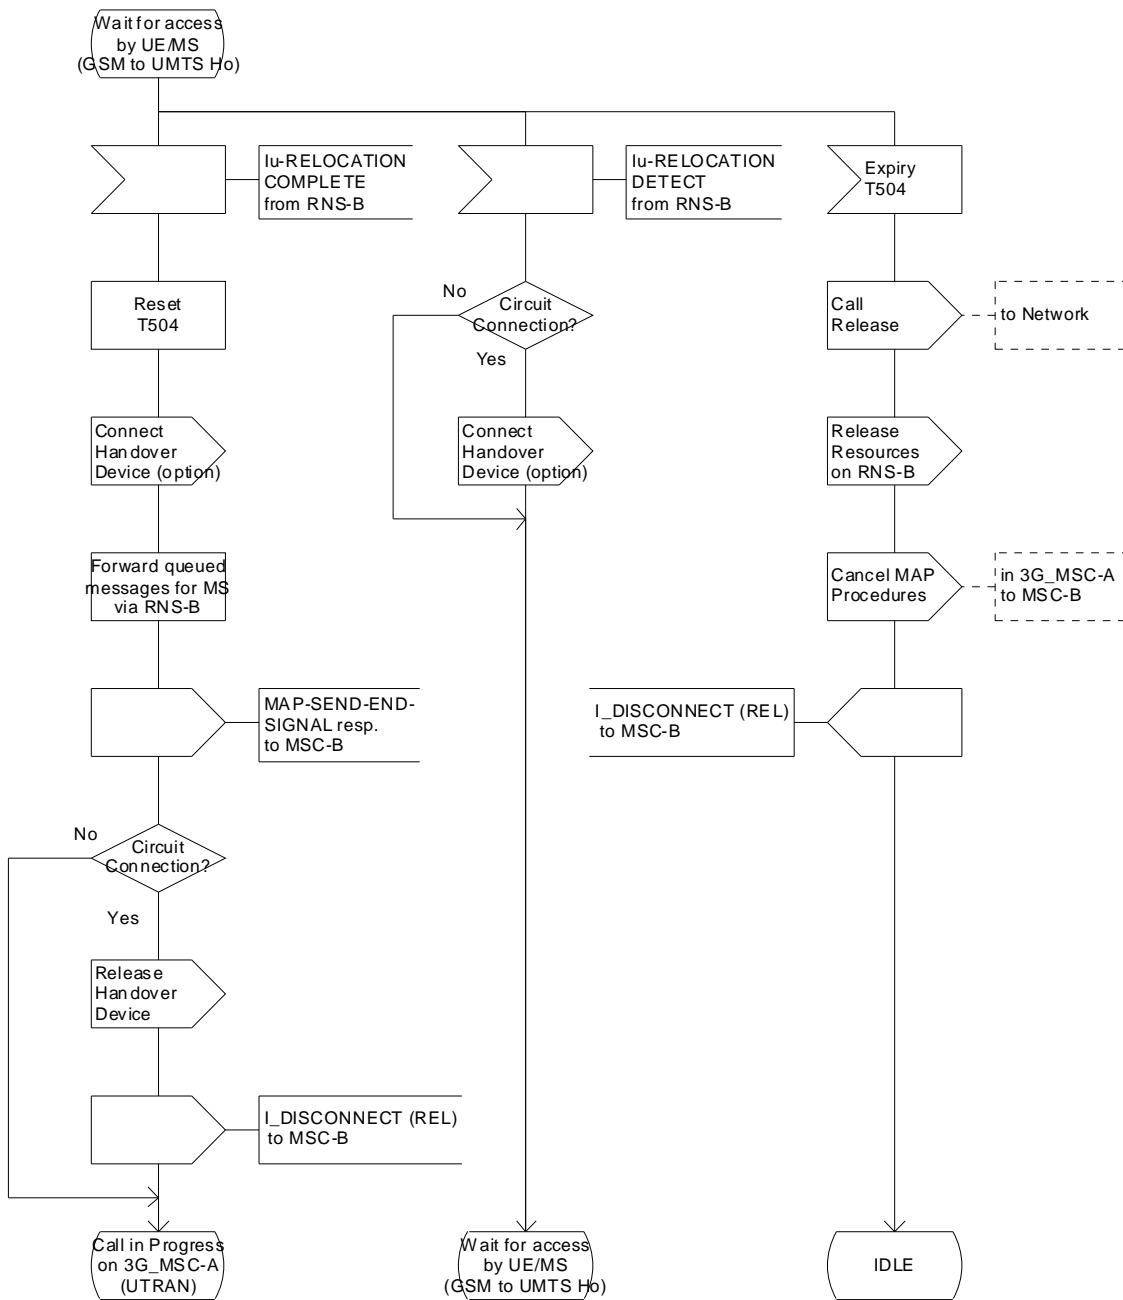 Wait for access
by UE/MS
(GSM to UMTS Ho)
Iu-RELOCATION
COMPLETE
from RNS-B
Iu-RELOCATION
DETECT
from RNS-B
Expiry
T504
Reset
T504
No
Circuit
Connection?
Yes
Call
Release
to Network
Connect
Handover
Device (option)
Connect
Handover
Device (option)
Release
Resources
on RNS-B
Forward queued
messages for MS
via RNS-B
Cancel MAP
Procedures
in 3G_MSC-A
to MSC-B
MAP-SEND-END-
SIGNAL resp.
to MSC-B
I_DISCONNECT (REL)
to MSC-B
No
Circuit
Connection?
Yes
Release
Handover
Device
I_DISCONNECT (REL)
to MSC-B
Call in Progress
on 3G_MSC-A
(UTRAN)
Wait for access
by UE/MS
(GSM to UMTS Ho)
IDLE